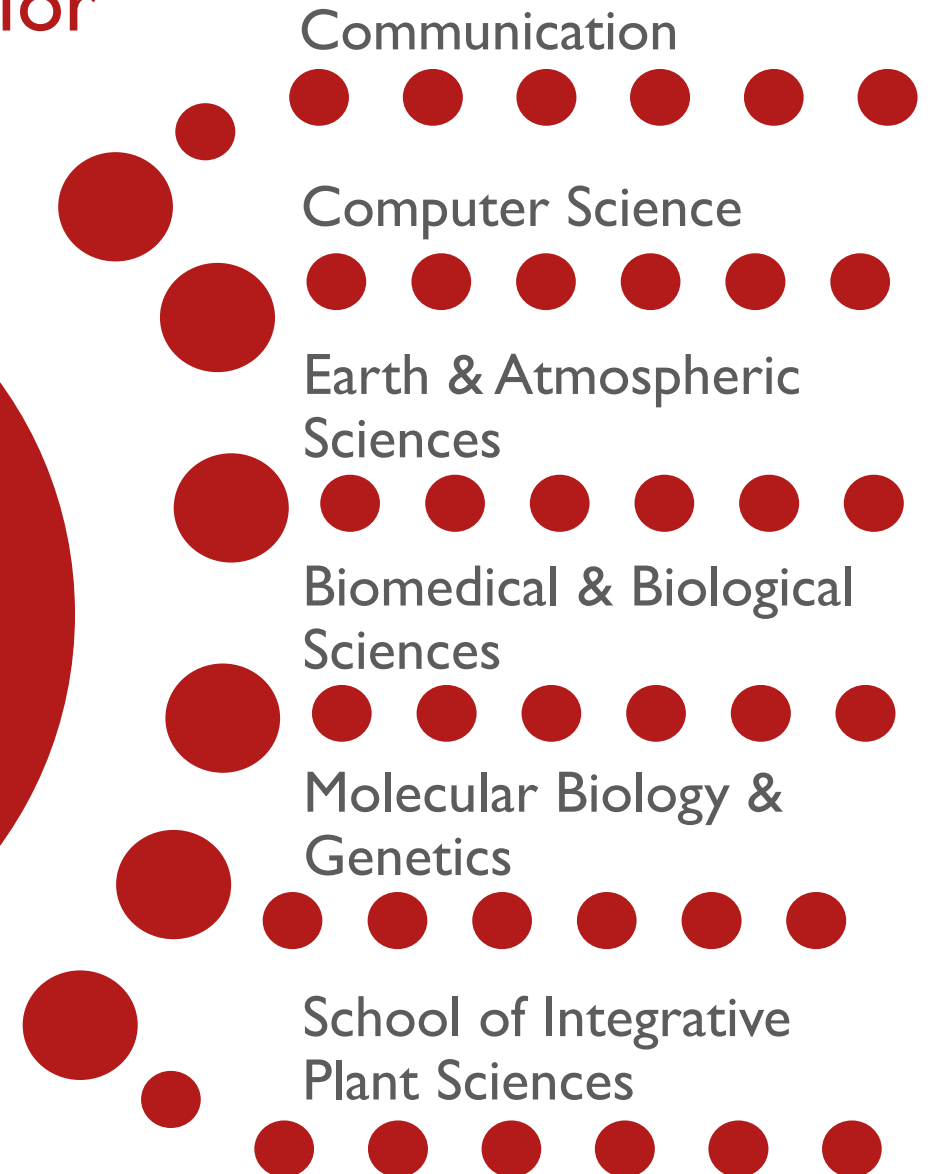 Communication
Computer Science
Earth & Atmospheric
Sciences
Biomedical & Biological
Sciences
Molecular Biology &
Genetics
School of Integrative
Plant Sciences